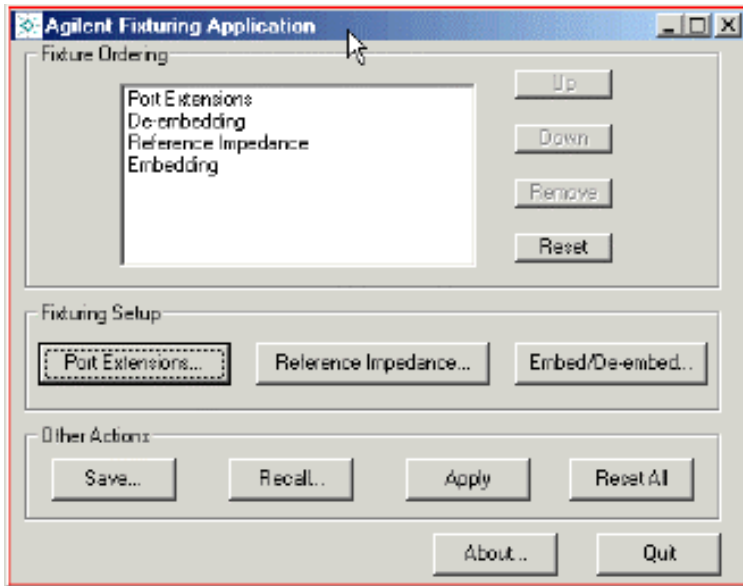 Agilent Fixturing Application
Fixture Ordering
Port Extensions
De-embedding
Reference Impedance
Embedding
Up
Down
Remove
Reset
Fixturing Setup
Port Extensions...
Reference Impedance...
Embed/De-embed...
Other Actions
Save...
Recall...
Apply
Reset All
About...
Quit